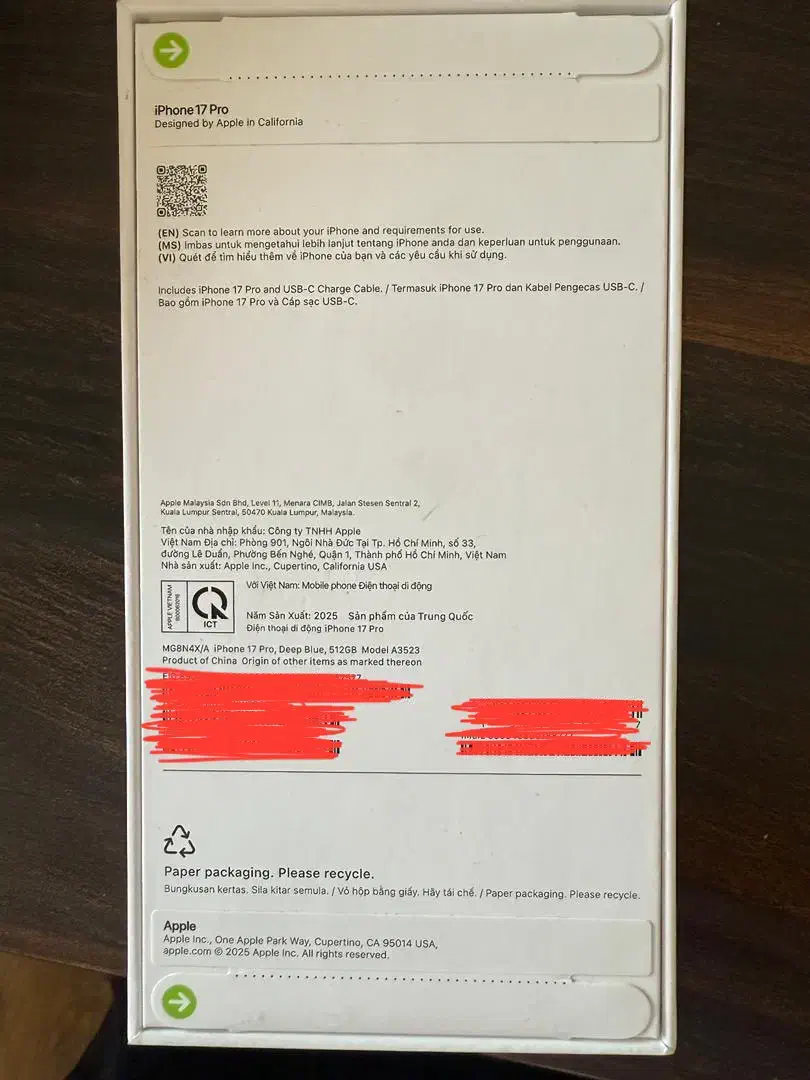 iPhone 17 Pro
Designed by Apple in California
(EN) Scan to learn more about your iPhone and requirements for use.
(MS) Imbas untuk mengetahui lebih lanjut tentang iPhone anda dan keperluan untuk penggunaan.
(VI) Quét để tìm hiểu thêm về iPhone của bạn và các yêu cầu khi sử dụng.
Includes iPhone 17 Pro and USB-C Charge Cable. / Termasuk iPhone 17 Pro dan Kabel Pengecas USB-C. /
Bao gồm iPhone 17 Pro và Cáp sạc USB-C.
Apple Malaysia Sdn Bhd, Level 11, Menara CIMB, Jalan Stesen Sentral 2,
Kuala Lumpur Sentral, 50470 Kuala Lumpur, Malaysia.
Tên của nhà nhập khẩu: Công ty TNHH Apple
Việt Nam Địa chỉ: Phòng 901, Ngôi Nhà Đức Tại Tp. Hồ Chí Minh, số 33,
đường Lê Duẩn, Phường Bến Nghé, Quận 1, Thành phố Hồ Chí Minh, Việt Nam
Nhà sản xuất: Apple Inc., Cupertino, California USA
APPLE VIETNAM
ICT
Với Việt Nam: Mobile phone Điện thoại di động
Năm Sản Xuất: 2025 Sản phẩm của Trung Quốc
Điện thoại di động iPhone 17 Pro
MG8N4X/A iPhone 17 Pro, Deep Blue, 512GB Model A3523
Product of China Origin of other items as marked thereon
Paper packaging. Please recycle.
Bungkusan kertas. Sila kitar semula. / Vỏ hộp bằng giấy. Hãy tái chế. / Paper packaging. Please recycle.
Apple
Apple Inc., One Apple Park Way, Cupertino, CA 95014 USA,
apple.com © 2025 Apple Inc. All rights reserved.